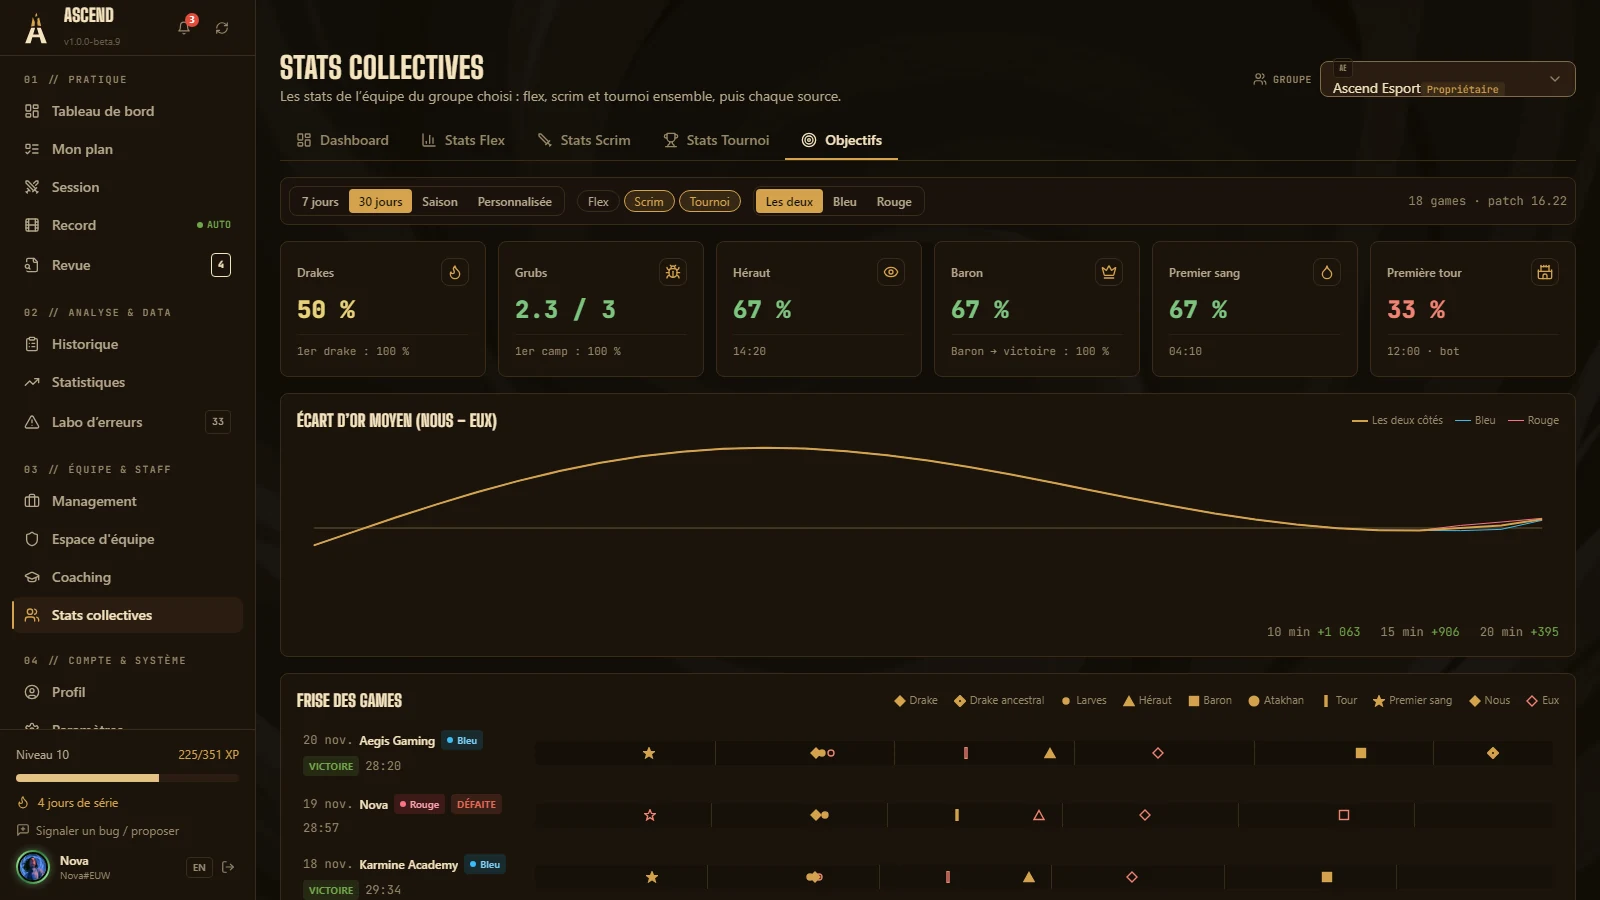 ASCEND
v1.0.0-beta.9
3
01 // PRATIQUE
Tableau de bord
Mon plan
Session
Record
AUTO
Revue
4
02 // ANALYSE & DATA
Historique
Statistiques
Labo d'erreurs
33
03 // ÉQUIPE & STAFF
Management
Espace d'équipe
Coaching
Stats collectives
04 // COMPTE & SYSTÈME
Profil
Niveau 10
225/351 XP
4 jours de série
Signaler un bug / proposer
Nova
Nova#EUW
EN
STATS COLLECTIVES
Les stats de l'équipe du groupe choisi : flex, scrim et tournoi ensemble, puis chaque source.
GROUPE
AE
Ascend Esport Propriétaire
Dashboard
Stats Flex
Stats Scrim
Stats Tournoi
Objectifs
7 jours
30 jours
Saison
Personnalisée
Flex
Scrim
Tournoi
Les deux
Bleu
Rouge
18 games · patch 16.22
Drakes
50 %
1er drake : 100 %
Grubs
2.3 / 3
1er camp : 100 %
Héraut
67 %
14:20
Baron
67 %
Baron → victoire : 100 %
Premier sang
67 %
04:10
Première tour
33 %
12:00 · bot
ÉCART D'OR MOYEN (NOUS – EUX)
Les deux côtés
Bleu
Rouge
10 min +1 063
15 min +906
20 min +395
FRISE DES GAMES
Drake
Drake ancestral
Larves
Héraut
Baron
Atakhan
Tour
Premier sang
Nous
Eux
20 nov. Aegis Gaming Bleu
VICTOIRE 28:20
19 nov. Nova Rouge DÉFAITE
28:57
18 nov. Karmine Academy Bleu
VICTOIRE 29:34